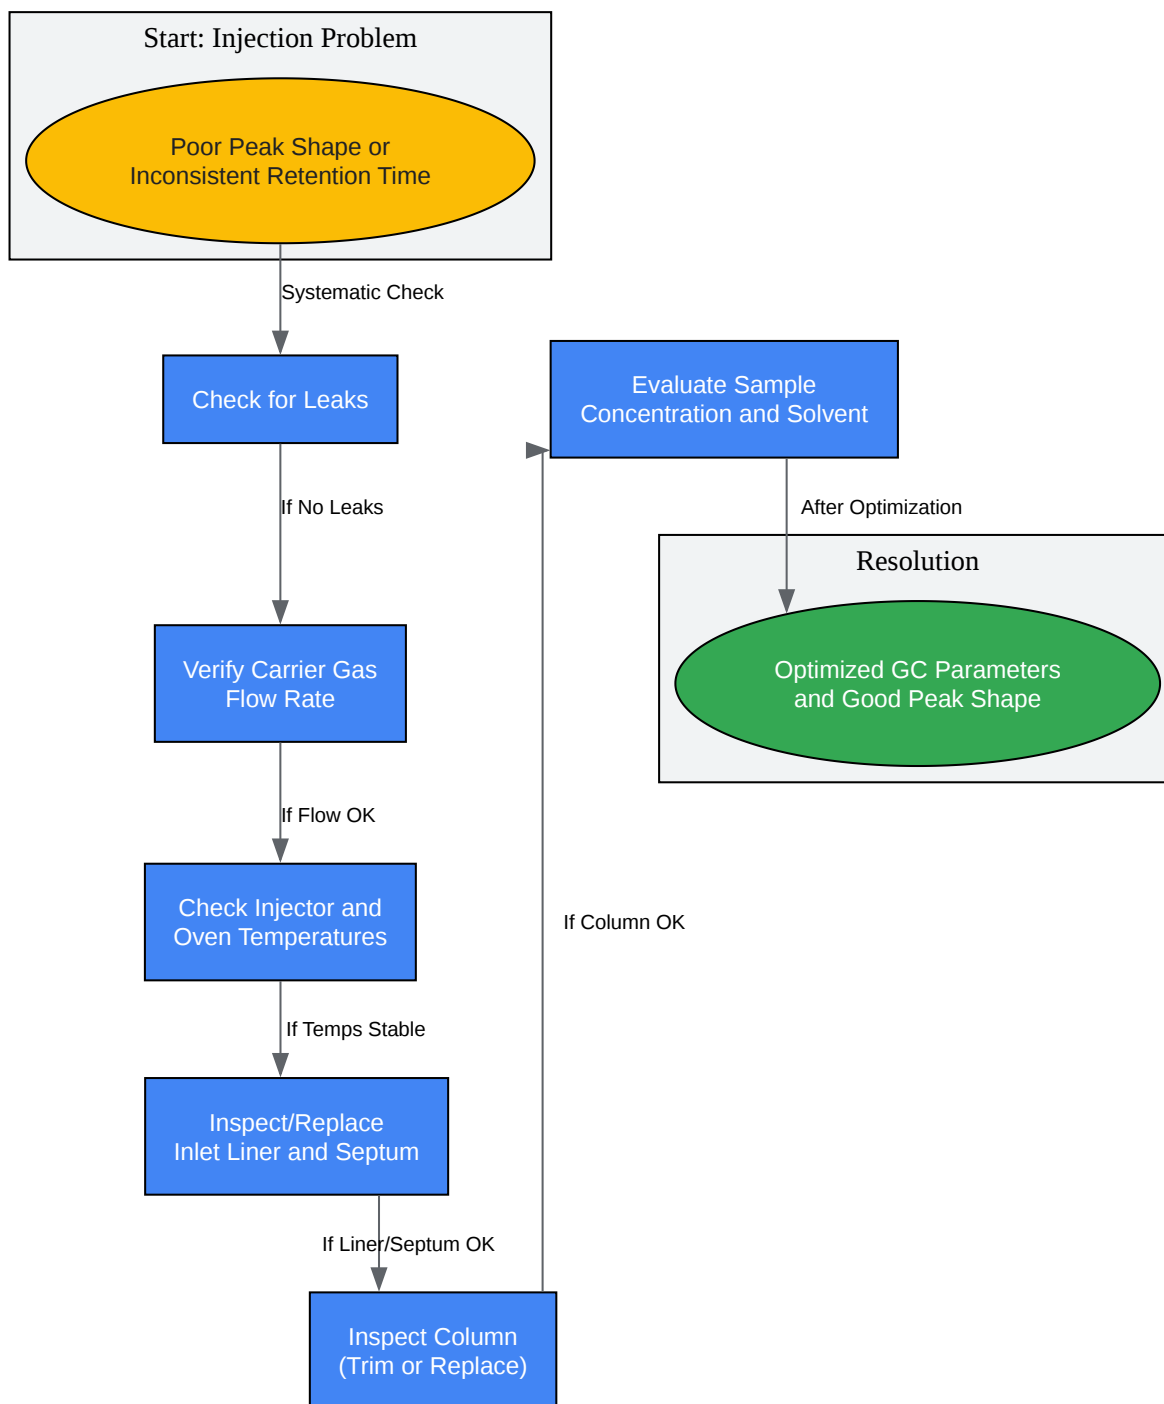 Start: Injection Problem
Poor Peak Shape or
Inconsistent Retention Time
Systematic Check
Check for Leaks
If No Leaks
Verify Carrier Gas
Flow Rate
If Flow OK
Check Injector and
Oven Temperatures
If Temps Stable
Inspect/Replace
Inlet Liner and Septum
If Liner/Septum OK
Inspect Column
(Trim or Replace)
If Column OK
Evaluate Sample
Concentration and Solvent
After Optimization
Resolution
Optimized GC Parameters
and Good Peak Shape